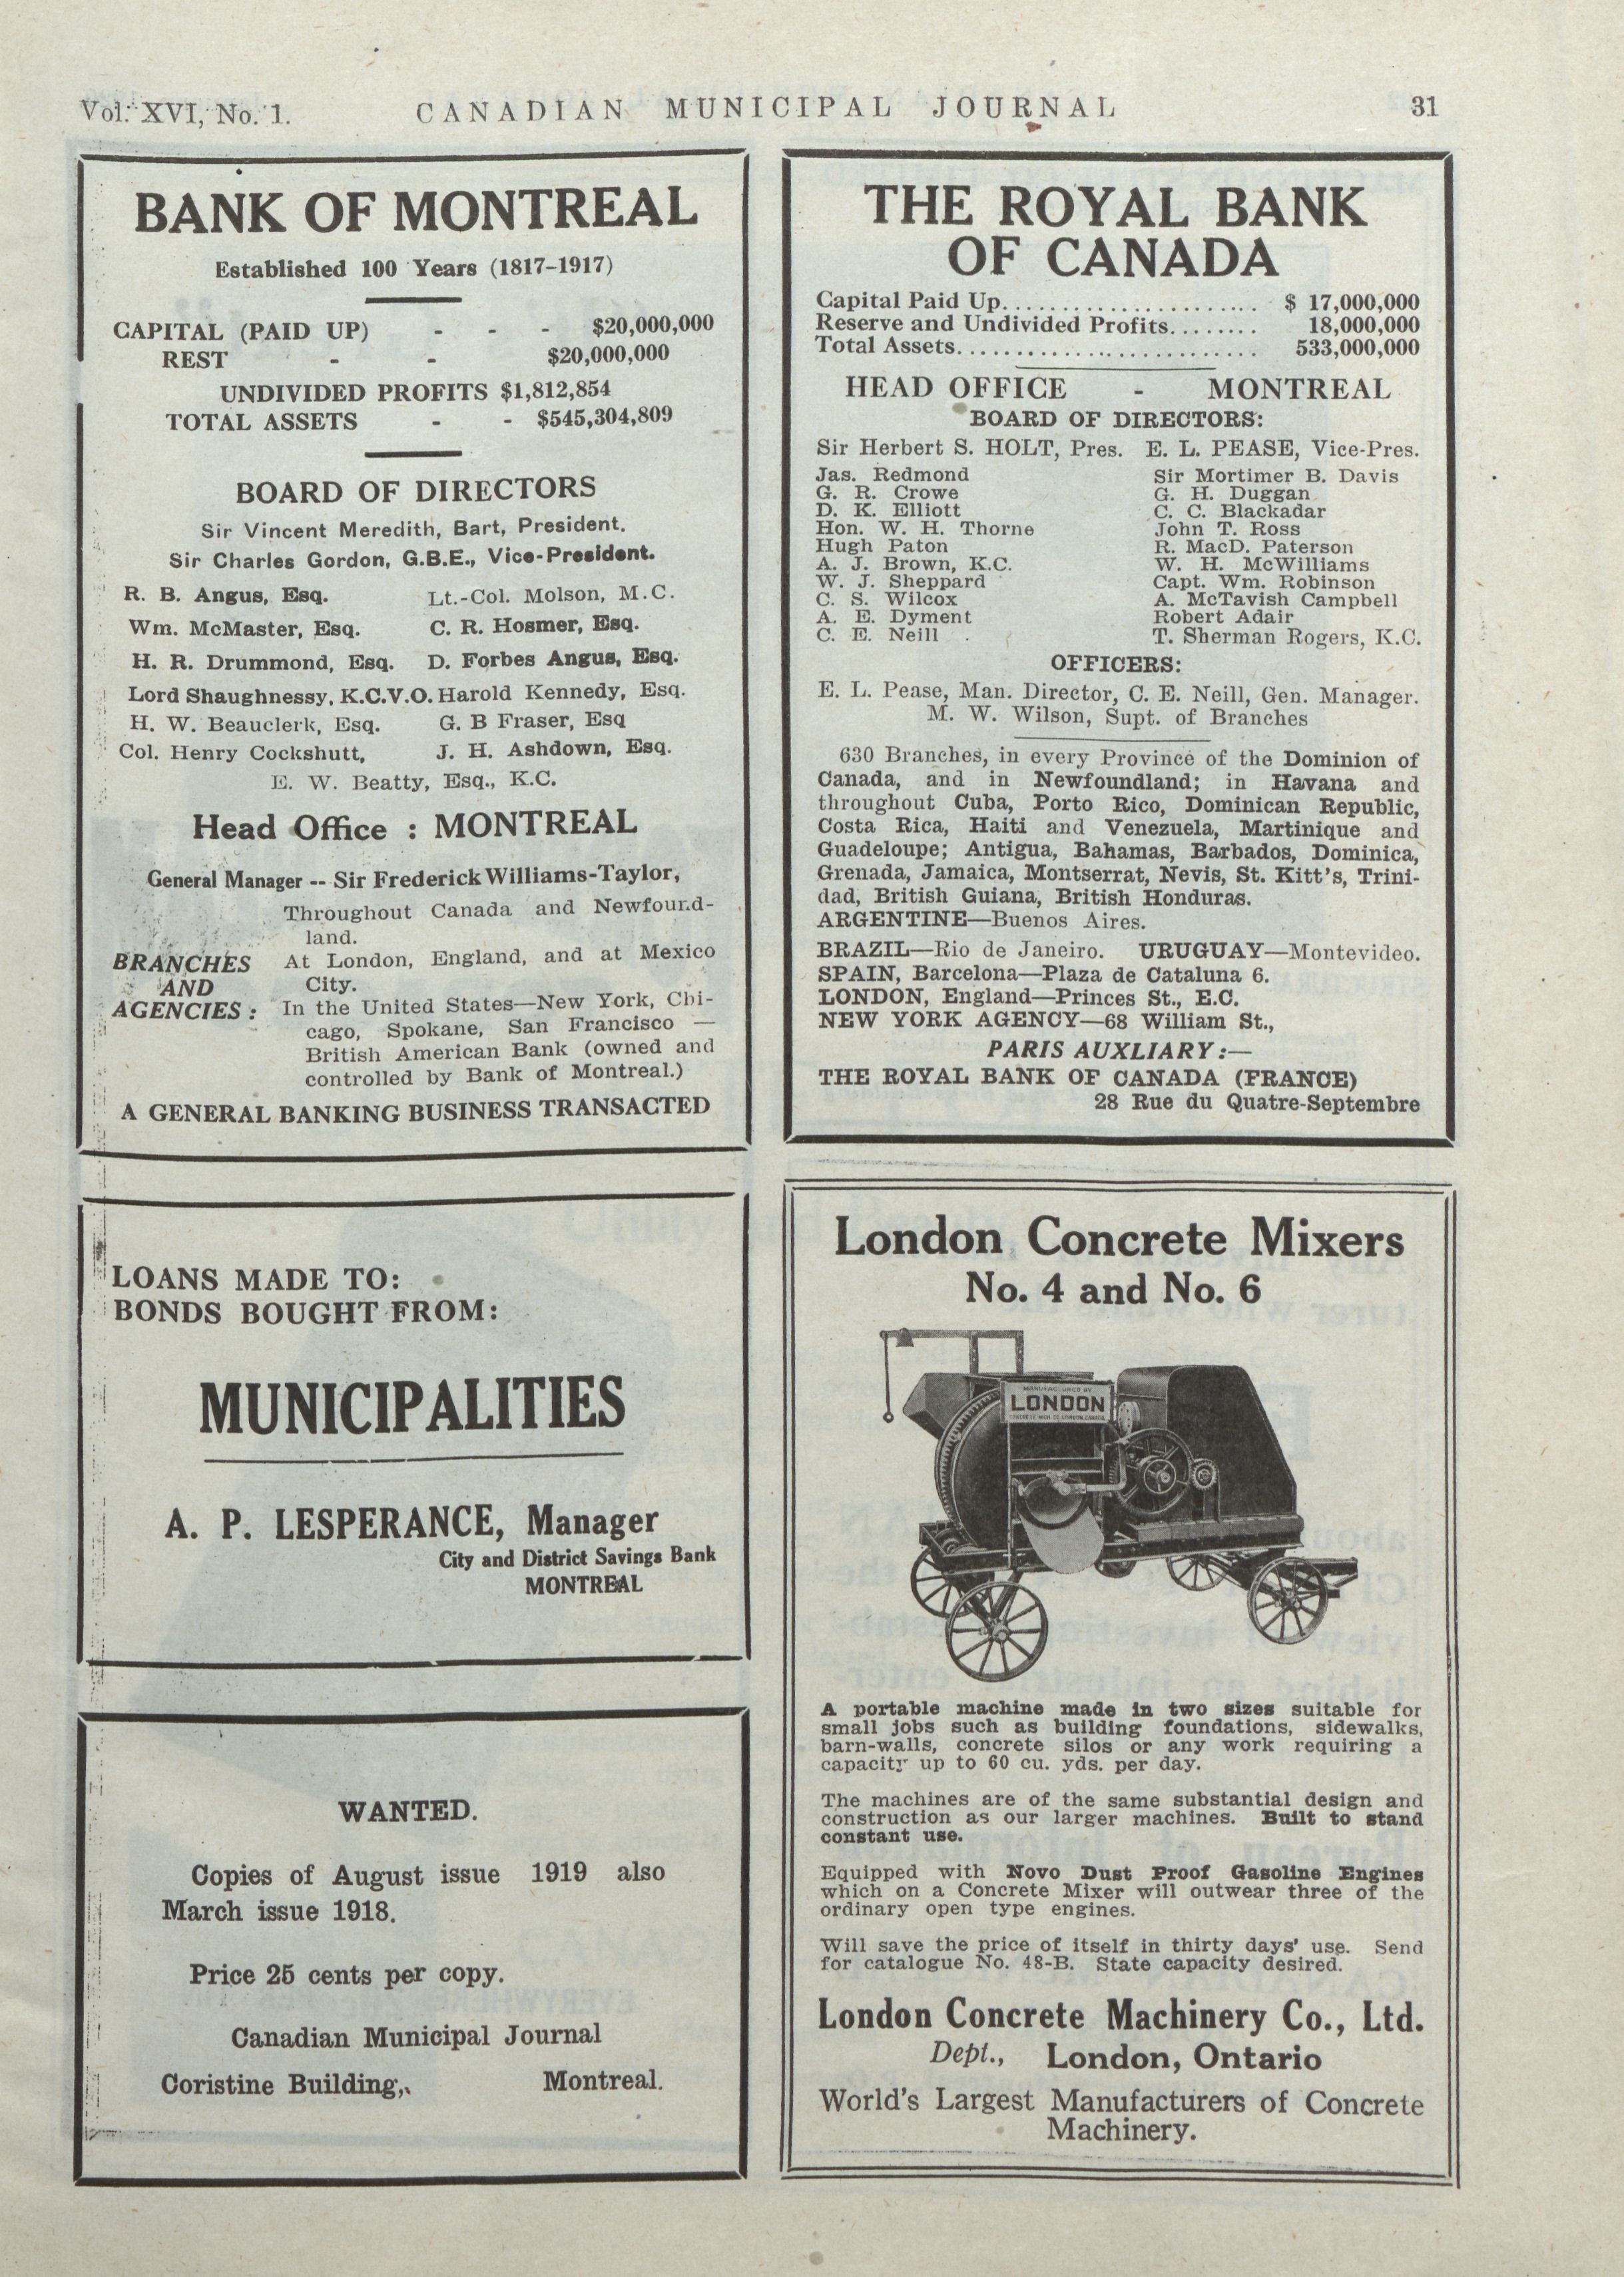 Vol. XVI, No. 1. CANADIAN MUNICIPAL JOURNAL 31
BANK OF MONTREAL
Established 100 Years (1817-1917)
CAPITAL (PAID UP) - - - $20,000,000
REST - - $20,000,000
UNDIVIDED PROFITS $1,812,854
TOTAL ASSETS - - $545,304,809
BOARD OF DIRECTORS
Sir Vincent Meredith, Bart, President.
Sir Charles Gordon, G.B.E., Vice-President.
R. B. Angus, Esq. Lt.-Col. Molson, M.C.
Wm. McMaster, Esq. C. R. Hosmer, Esq.
H. R. Drummond, Esq. D. Forbes Angus, Esq.
Lord Shaughnessy, K.C.V.O. Harold Kennedy, Esq.
H. W. Beauclerk, Esq. G. B Fraser, Esq
Col. Henry Cockshutt, J. H. Ashdown, Esq.
E. W. Beatty, Esq., K.C.
Head Office : MONTREAL
General Manager -- Sir Frederick Williams-Taylor,
BRANCHES
AND
AGENCIES :
Throughout Canada and Newfound-
land.
At London, England, and at Mexico
City.
In the United States—New York, Chi-
cago, Spokane, San Francisco —
British American Bank (owned and
controlled by Bank of Montreal.)
A GENERAL BANKING BUSINESS TRANSACTED
THE ROYAL BANK
OF CANADA
Capital Paid Up...................... $ 17,000,000
Reserve and Undivided Profits........ 18,000,000
Total Assets.......................... 533,000,000
HEAD OFFICE - MONTREAL
BOARD OF DIRECTORS:
Sir Herbert S. HOLT, Pres. E. L. PEASE, Vice-Pres.
Jas. Redmond Sir Mortimer B. Davis
G. R. Crowe G. H. Duggan
D. K. Elliott C. C. Blackadar
Hon. W. H. Thorne John T. Ross
Hugh Paton R. MacD. Paterson
A. J. Brown, K.C. W. H. McWilliams
W. J. Sheppard Capt. Wm. Robinson
C. S. Wilcox A. McTavish Campbell
A. E. Dyment Robert Adair
C. E. Neill T. Sherman Rogers, K.C.
OFFICERS:
E. L. Pease, Man. Director, C. E. Neill, Gen. Manager.
M. W. Wilson, Supt. of Branches
630 Branches, in every Province of the Dominion of
Canada, and in Newfoundland; in Havana and
throughout Cuba, Porto Rico, Dominican Republic,
Costa Rica, Haiti and Venezuela, Martinique and
Guadeloupe; Antigua, Bahamas, Barbados, Dominica,
Grenada, Jamaica, Montserrat, Nevis, St. Kitt's, Trini-
dad, British Guiana, British Honduras.
ARGENTINE—Buenos Aires.
BRAZIL—Rio de Janeiro. URUGUAY—Montevideo.
SPAIN, Barcelona—Plaza de Cataluna 6.
LONDON, England—Princes St., E.C.
NEW YORK AGENCY—68 William St.,
PARIS AUXLIARY :—
THE ROYAL BANK OF CANADA (FRANCE)
28 Rue du Quatre-Septembre
LOANS MADE TO:
BONDS BOUGHT FROM:
MUNICIPALITIES
A. P. LESPERANCE, Manager
City and District Savings Bank
MONTREAL
WANTED.
Copies of August issue 1919 also
March issue 1918.
Price 25 cents per copy.
Canadian Municipal Journal
Coristine Building, Montreal.
London Concrete Mixers
No. 4 and No. 6
MANUFACTURED BY
LONDON
A portable machine made in two sizes suitable for
small jobs such as building foundations, sidewalks,
barn-walls, concrete silos or any work requiring a
capacity up to 60 cu. yds. per day.
The machines are of the same substantial design and
construction as our larger machines. Built to stand
constant use.
Equipped with Novo Dust Proof Gasoline Engines
which on a Concrete Mixer will outwear three of the
ordinary open type engines.
Will save the price of itself in thirty days' use. Send
for catalogue No. 48-B. State capacity desired.
London Concrete Machinery Co., Ltd.
Dept., London, Ontario
World's Largest Manufacturers of Concrete
Machinery.